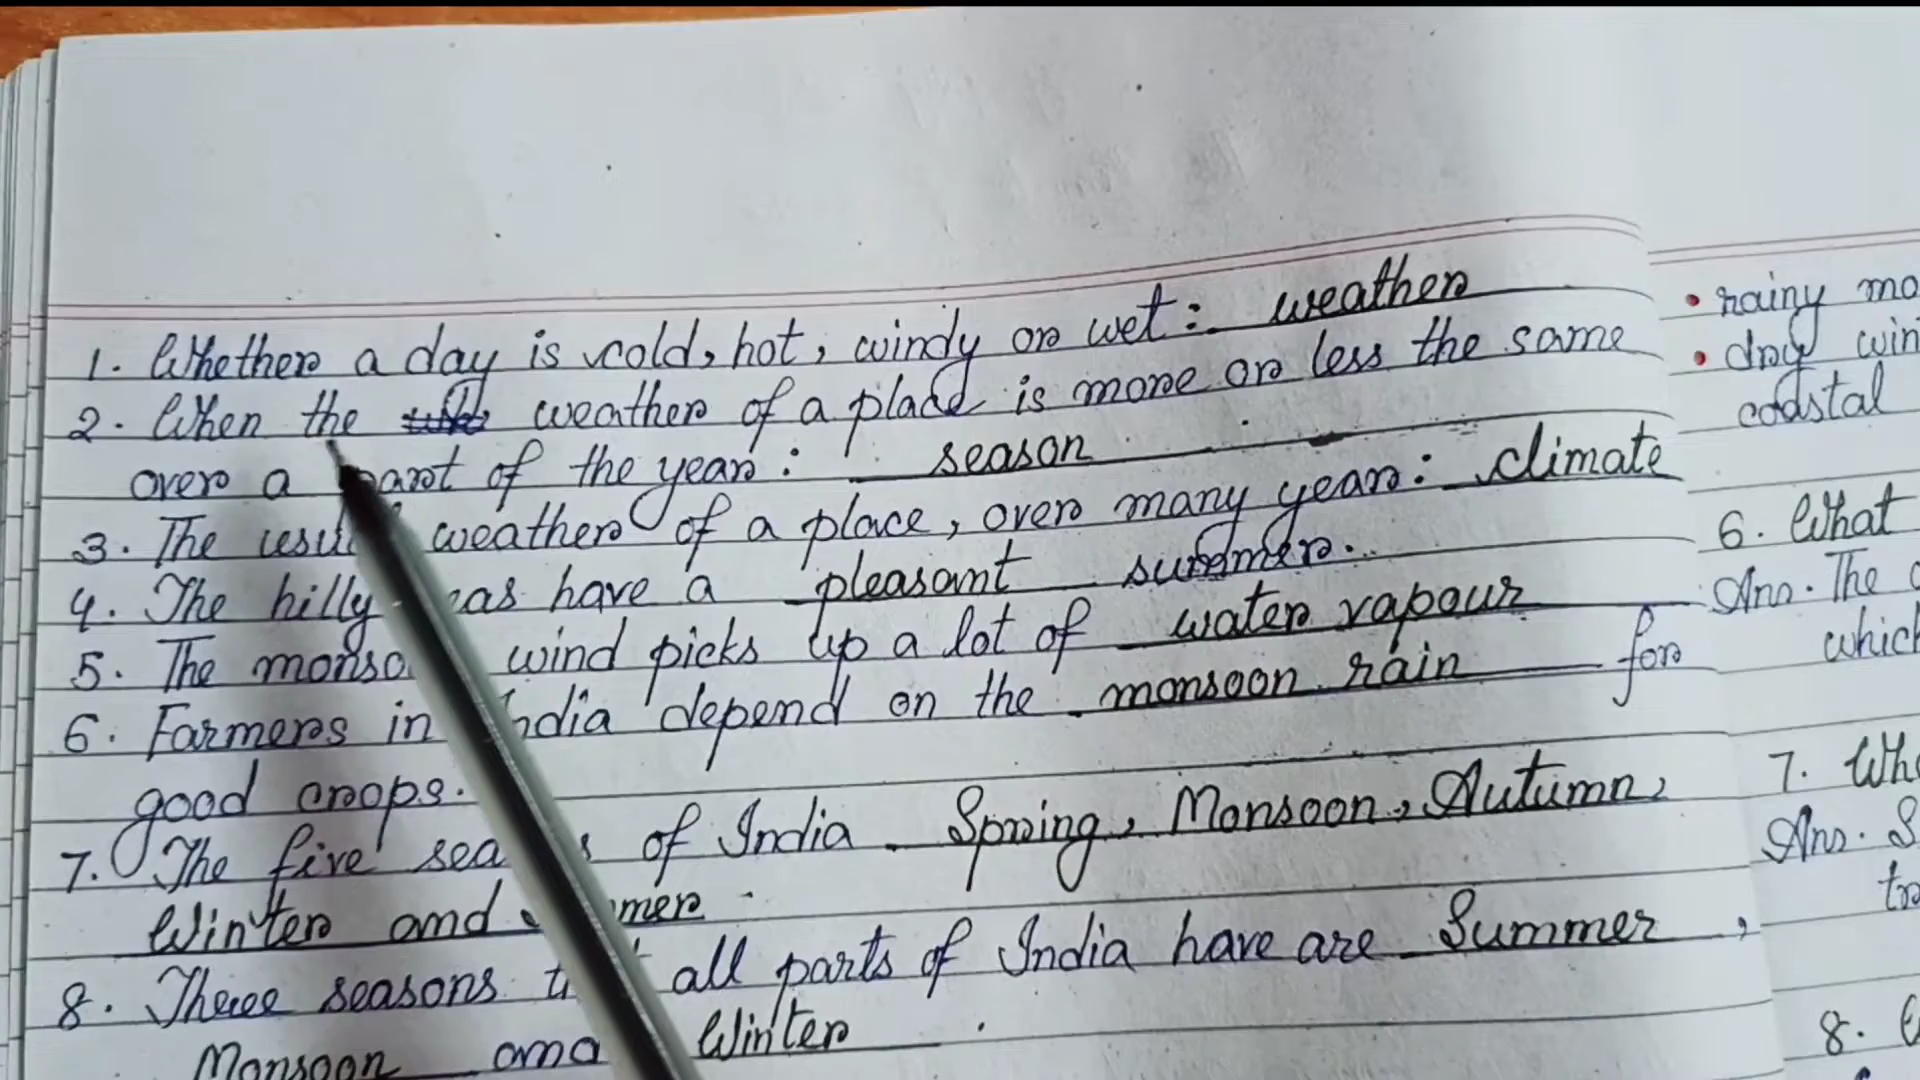 1. Whether a day is cold, hot, windy or wet: weather
2. When the weather of a place is more or less the same
over a part of the year: season
3. The weather of a place, over many year: climate
4. The hilly have a pleasant summer.
5. The wind picks up a lot of water vapour
6. Farmers in India depend on the monsoon rain for
good crops.
7. The five of India Spring, Monsoon, Autumn,
Winter and
8. Three seasons all parts of India have are Summer,
Monsoon and Winter.
• rainy
• dry
coastal
6. What
Ans. The
which
7.
Ans.
8.